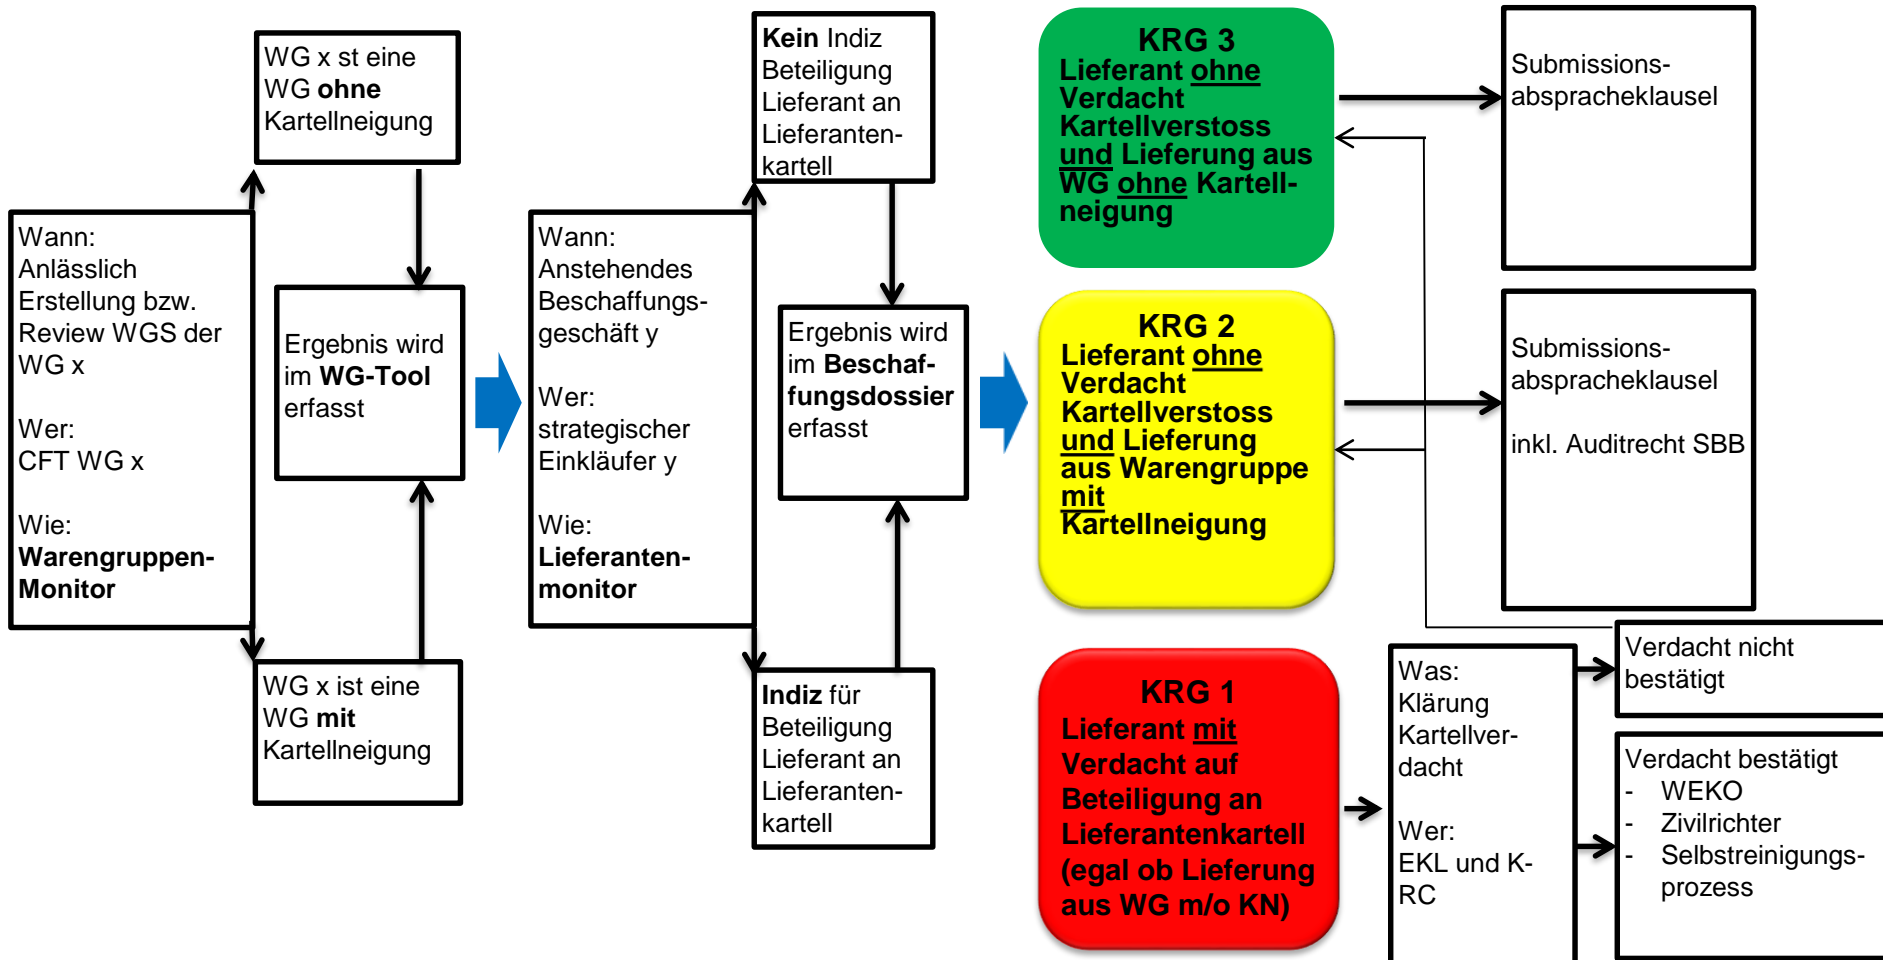 WG x st eine
WG ohne
Kartellneigung
Wann:
Anlässlich
Erstellung bzw.
Review WGS der
WG x
Wer:
CFT WG x
Wie:
Warengruppen-
Monitor
Ergebnis wird
im WG-Tool
erfasst
WG x ist eine
WG mit
Kartellneigung
Kein Indiz
Beteiligung
Lieferant an
Lieferanten-
kartell
Wann:
Anstehendes
Beschaffungs-
geschäft y
Wer:
strategischer
Einkläufer y
Wie:
Lieferanten-
monitor
Ergebnis wird
im Beschaf-
fungsdossier
erfasst
Indiz für
Beteiligung
Lieferant an
Lieferanten-
kartell
KRG 3
Lieferant ohne
Verdacht
Kartellverstoss
und Lieferung aus
WG ohne Kartell-
neigung
Submissions-
abspracheklausel
KRG 2
Lieferant ohne
Verdacht
Kartellverstoss
und Lieferung
aus Warengruppe
mit
Kartellneigung
Submissions-
abspracheklausel
inkl. Auditrecht SBB
KRG 1
Lieferant mit
Verdacht auf
Beteiligung an
Lieferantenkartell
(egal ob Lieferung
aus WG m/o KN)
Was:
Klärung
Kartellver-
dacht
Wer:
EKL und K-
RC
Verdacht nicht
bestätigt
Verdacht bestätigt
- WEKO
- Zivilrichter
- Selbstreinigungs-
prozess